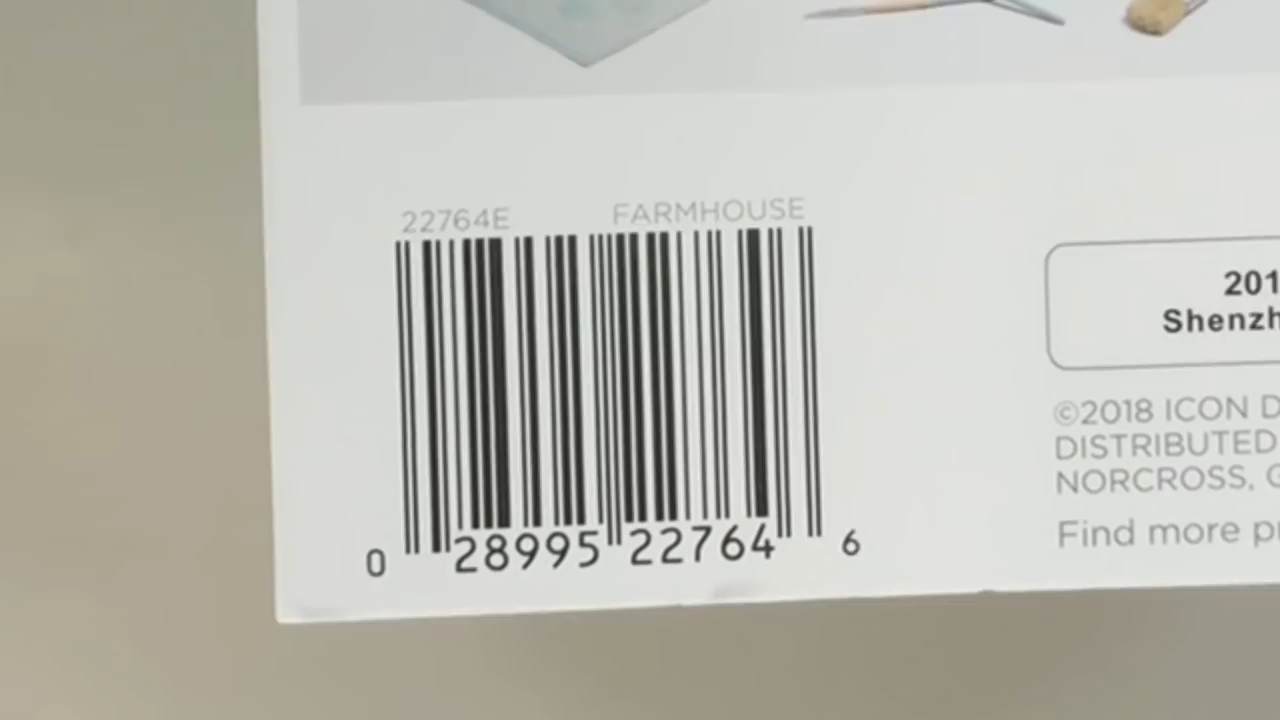 22764E FARMHOUSE
0 28995 22764 6
201
Shenzh
©2018 ICON D
DISTRIBUTED
NORCROSS, G
Find more p